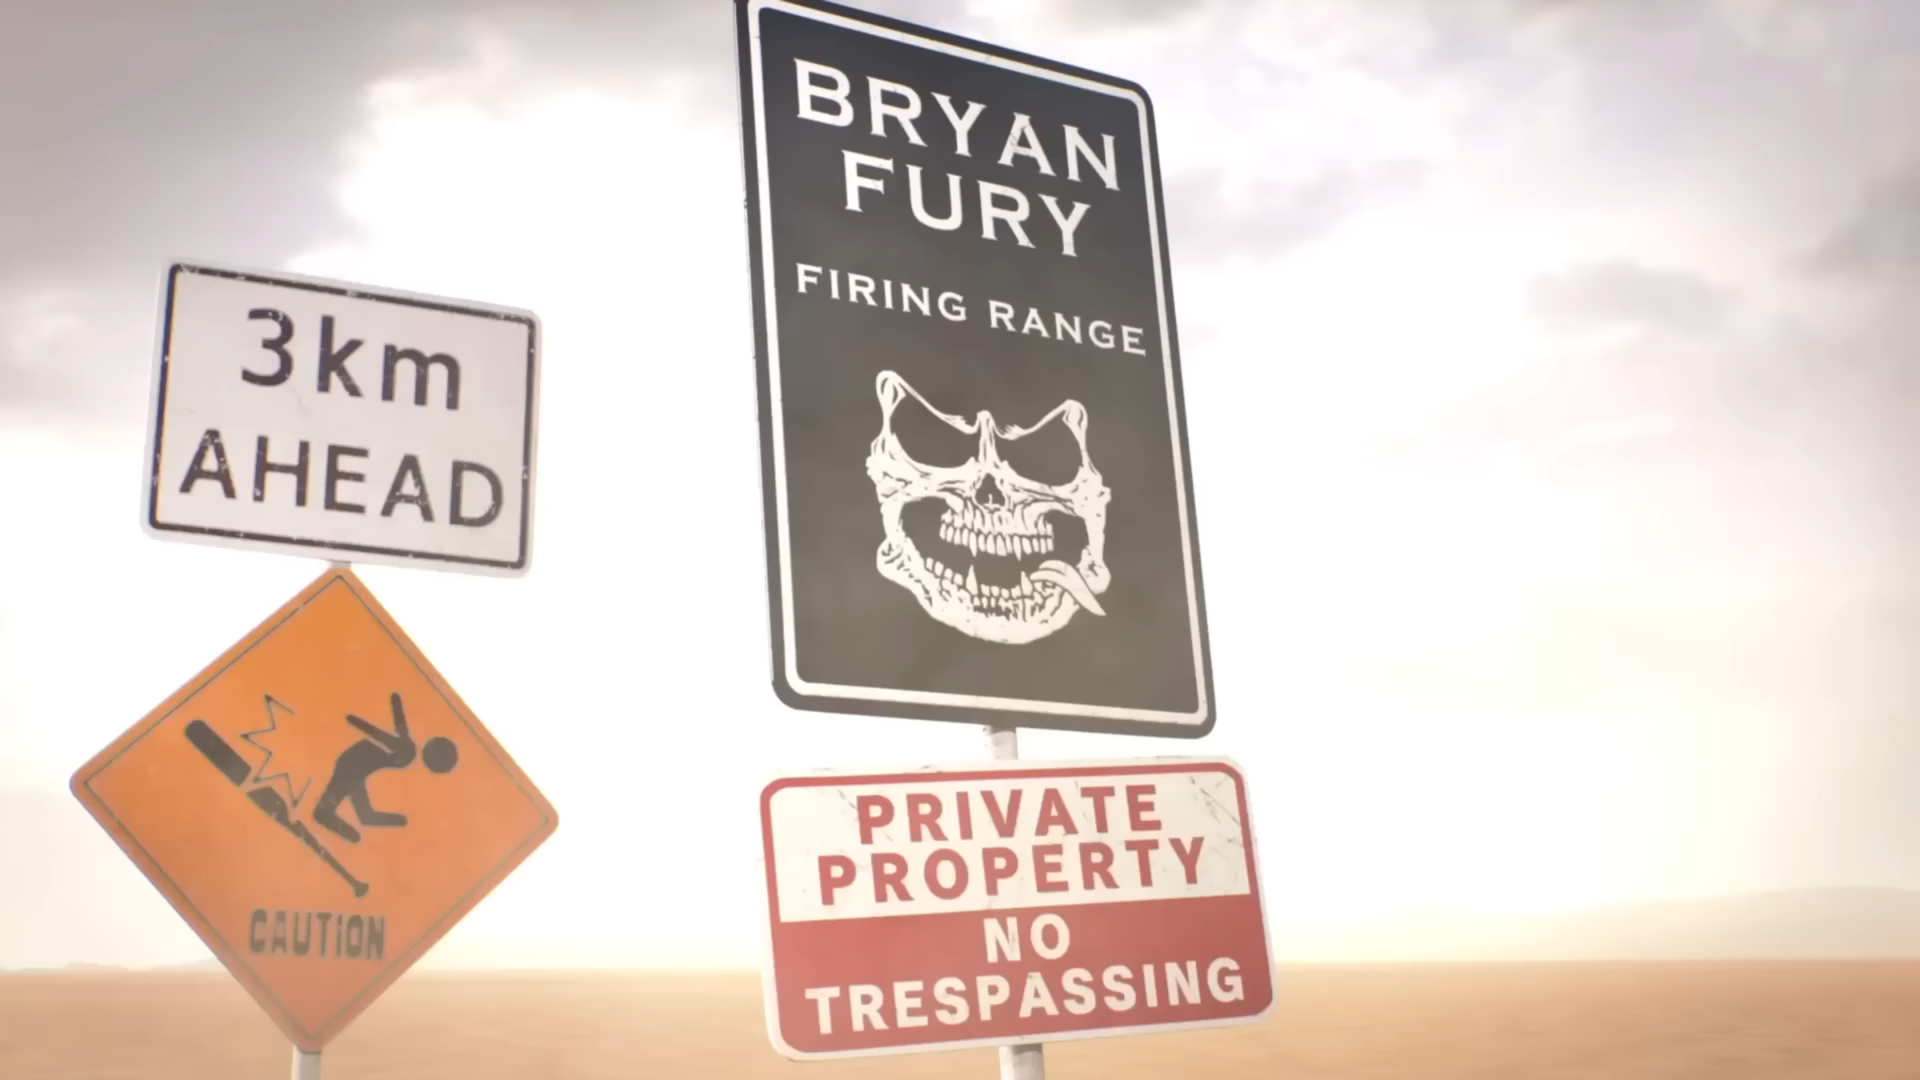 3km
AHEAD
CAUTiON
BRYAN
FURY
FIRING RANGE
PRIVATE
PROPERTY
NO
TRESPASSING